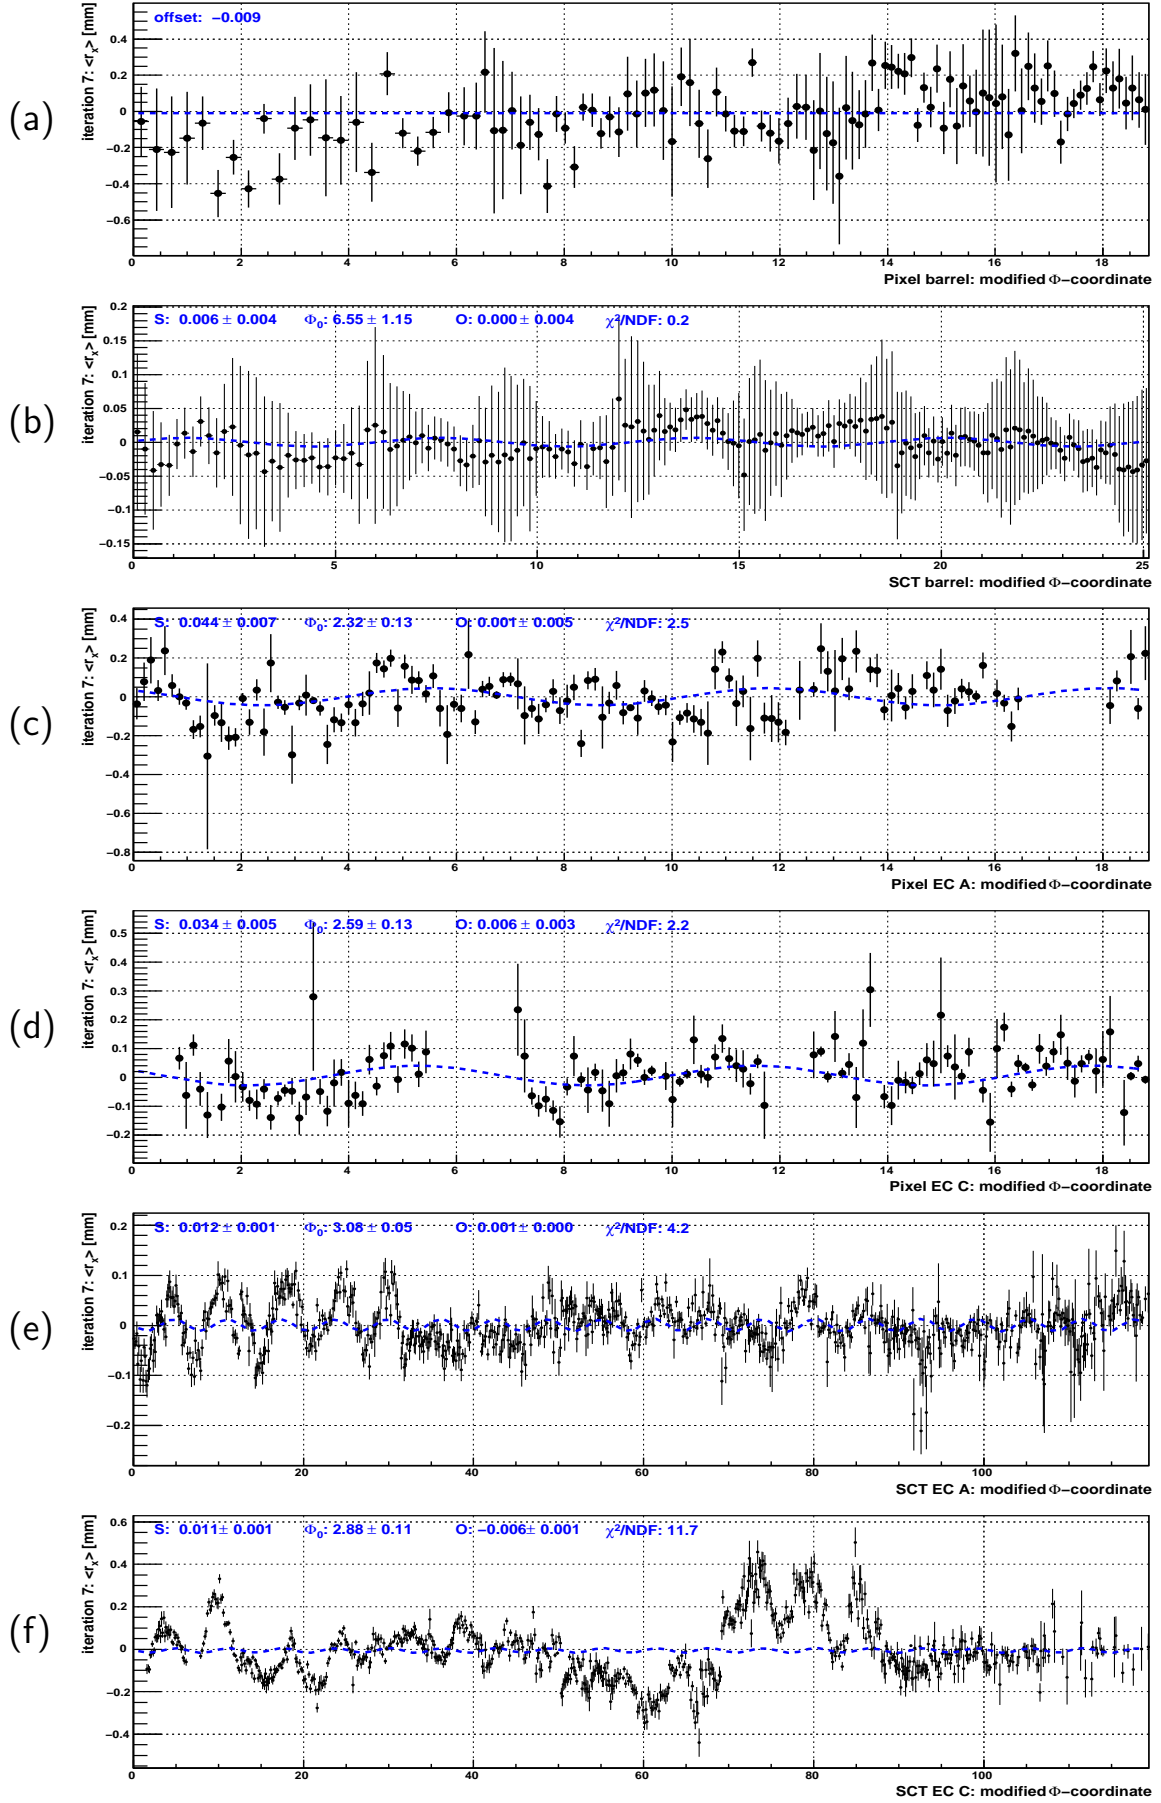 (a)
iteration 7: <r_x> [mm]
offset: −0.009
0.4
0.2
0
−0.2
−0.4
−0.6
0 2 4 6 8 10 12 14 16 18
Pixel barrel: modified Φ−coordinate
(b)
iteration 7: <r_x> [mm]
S: 0.006 ± 0.004 Φ₀: 6.55 ± 1.15 O: 0.000 ± 0.004 χ²/NDF: 0.2
0.2
0.15
0.1
0.05
0
−0.05
−0.1
−0.15
0 5 10 15 20 25
SCT barrel: modified Φ−coordinate
(c)
iteration 7: <r_x> [mm]
S: 0.044 ± 0.007 Φ₀: 2.32 ± 0.13 O: 0.001 ± 0.005 χ²/NDF: 2.5
0.4
0.2
0
−0.2
−0.4
−0.6
−0.8
0 2 4 6 8 10 12 14 16 18
Pixel EC A: modified Φ−coordinate
(d)
iteration 7: <r_x> [mm]
S: 0.034 ± 0.005 Φ₀: 2.59 ± 0.13 O: 0.006 ± 0.003 χ²/NDF: 2.2
0.5
0.4
0.3
0.2
0.1
0
−0.1
−0.2
0 2 4 6 8 10 12 14 16 18
Pixel EC C: modified Φ−coordinate
(e)
iteration 7: <r_x> [mm]
S: 0.012 ± 0.001 Φ₀: 3.08 ± 0.05 O: 0.001 ± 0.000 χ²/NDF: 4.2
0.2
0.1
0
−0.1
−0.2
0 20 40 60 80 100
SCT EC A: modified Φ−coordinate
(f)
iteration 7: <r_x> [mm]
S: 0.011± 0.001 Φ₀: 2.88 ± 0.11 O: −0.006± 0.001 χ²/NDF: 11.7
0.6
0.4
0.2
0
−0.2
−0.4
0 20 40 60 80 100
SCT EC C: modified Φ−coordinate